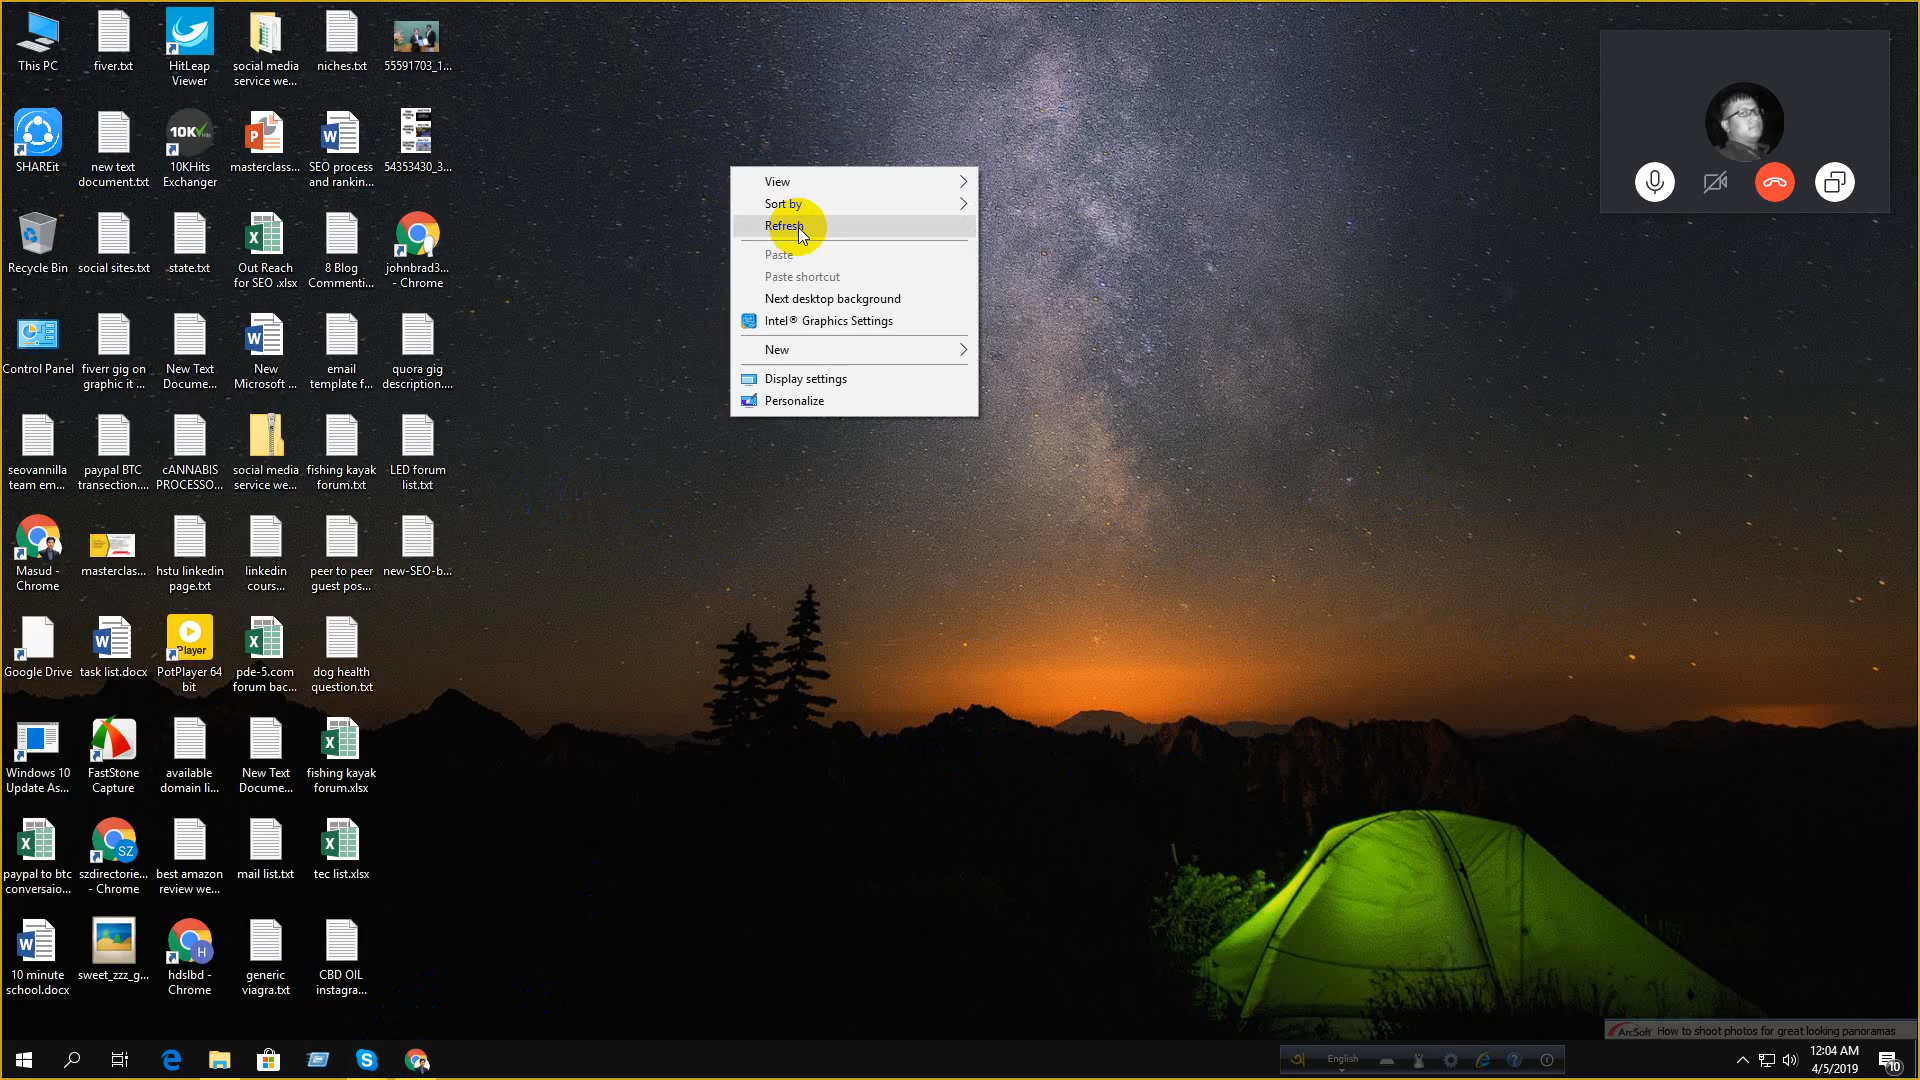 This PC
fiver.txt
HitLeap
Viewer
social media
service we...
niches.txt
55591703_1...
SHAREit
new text
document.txt
10K Hits
10KHits
Exchanger
masterclass...
SEO process
and rankin...
54353430_3...
Recycle Bin
social sites.txt
state.txt
Out Reach
for SEO .xlsx
8 Blog
Commenti...
johnbrad3...
- Chrome
Control Panel
fiverr gig on
graphic it ...
New Text
Docume...
New
Microsoft ...
email
template f...
quora gig
description....
seovannilla
team em...
paypal BTC
transection....
cANNABIS
PROCESSO...
social media
service we...
fishing kayak
forum.txt
LED forum
list.txt
Masud -
Chrome
masterclas...
hstu linkedin
page.txt
linkedin
cours...
peer to peer
guest pos...
new-SEO-b...
Google Drive
task list.docx
Player
PotPlayer 64
bit
pde-5.com
forum bac...
dog health
question.txt
Windows 10
Update As...
FastStone
Capture
available
domain li...
New Text
Docume...
fishing kayak
forum.xlsx
paypal to btc
conversaio...
SZ
szdirectorie...
- Chrome
best amazon
review we...
mail list.txt
tec list.xlsx
10 minute
school.docx
sweet_zzz_g...
H
hdslbd -
Chrome
generic
viagra.txt
CBD OIL
instagra...
View
Sort by
Refresh
Paste
Paste shortcut
Next desktop background
Intel® Graphics Settings
New
Display settings
Personalize
ArcSoft How to shoot photos for great looking panoramas
English
12:04 AM
4/5/2019
10